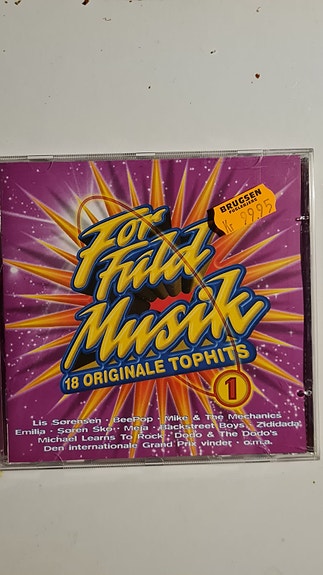 BRUGSEN
Kr 99.95
For
Fuld
Musik
18 ORIGINALE TOPHITS
1
Lis Sørensen · BeePop · Mike & The Mechanics
Emilia · Søren Sko · Meja · Backstreet Boys · Zididada
Michael Learns To Rock · Dodo & The Dodo's
Den internationale Grand Prix vinder · o.m.a.